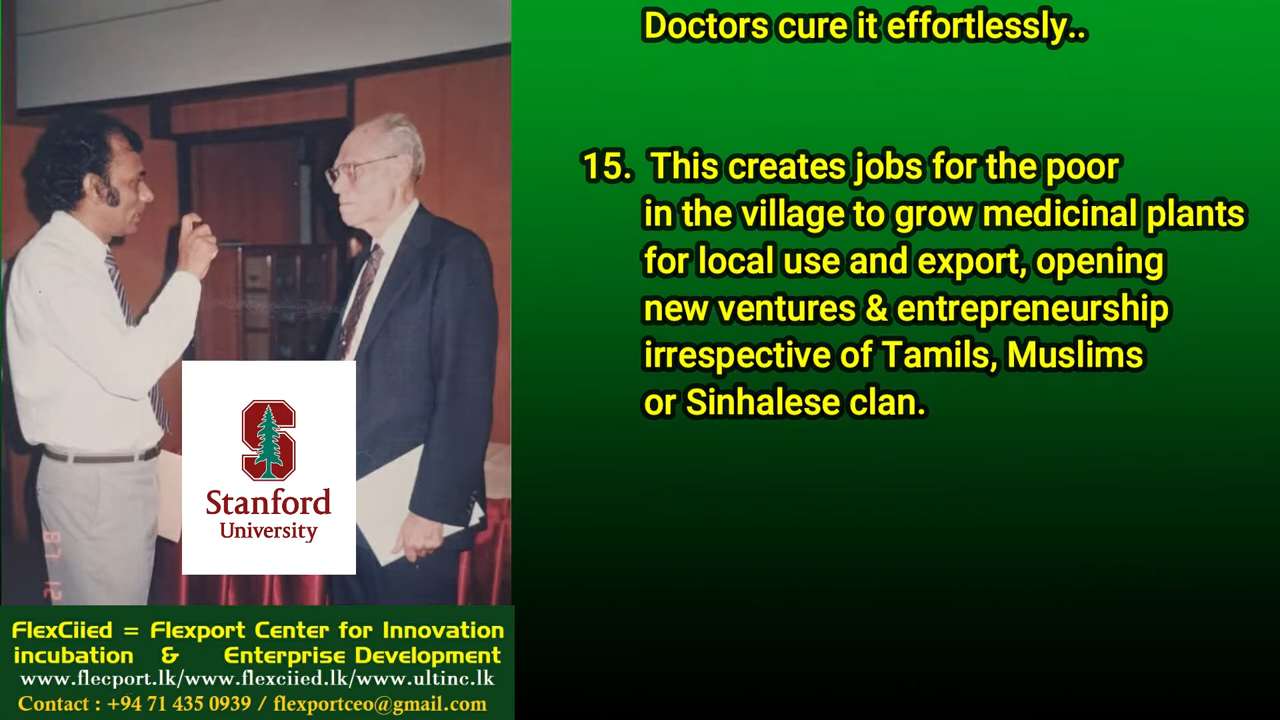 Doctors cure it effortlessly..
15. This creates jobs for the poor
in the village to grow medicinal plants
for local use and export, opening
new ventures & entrepreneurship
irrespective of Tamils, Muslims
or Sinhalese clan.
S
Stanford
University
87 12
FlexCiied = Flexport Center for Innovation
incubation & Enterprise Development
www.flecport.lk/www.flexciied.lk/www.ultinc.lk
Contact : +94 71 435 0939 / flexportceo@gmail.com